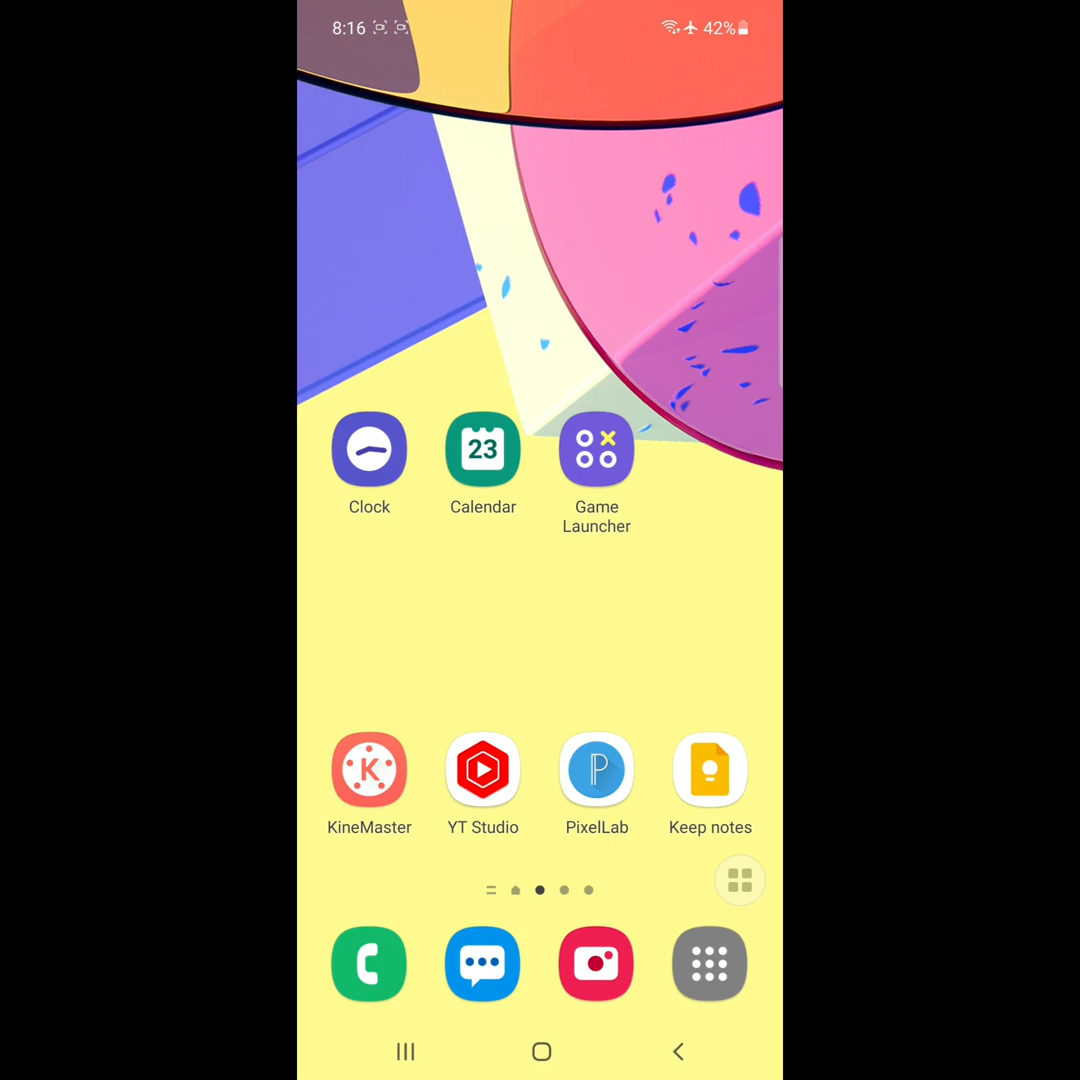 8:16 42%
23
Clock Calendar Game
Launcher
K P
KineMaster YT Studio PixelLab Keep notes